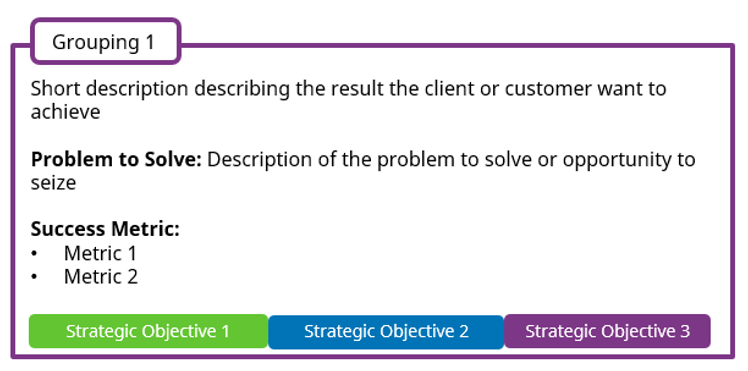 Grouping 1
Short description describing the result the client or customer want to
achieve
Problem to Solve: Description of the problem to solve or opportunity to
seize
Success Metric:
• Metric 1
• Metric 2
Strategic Objective 1 Strategic Objective 2 Strategic Objective 3